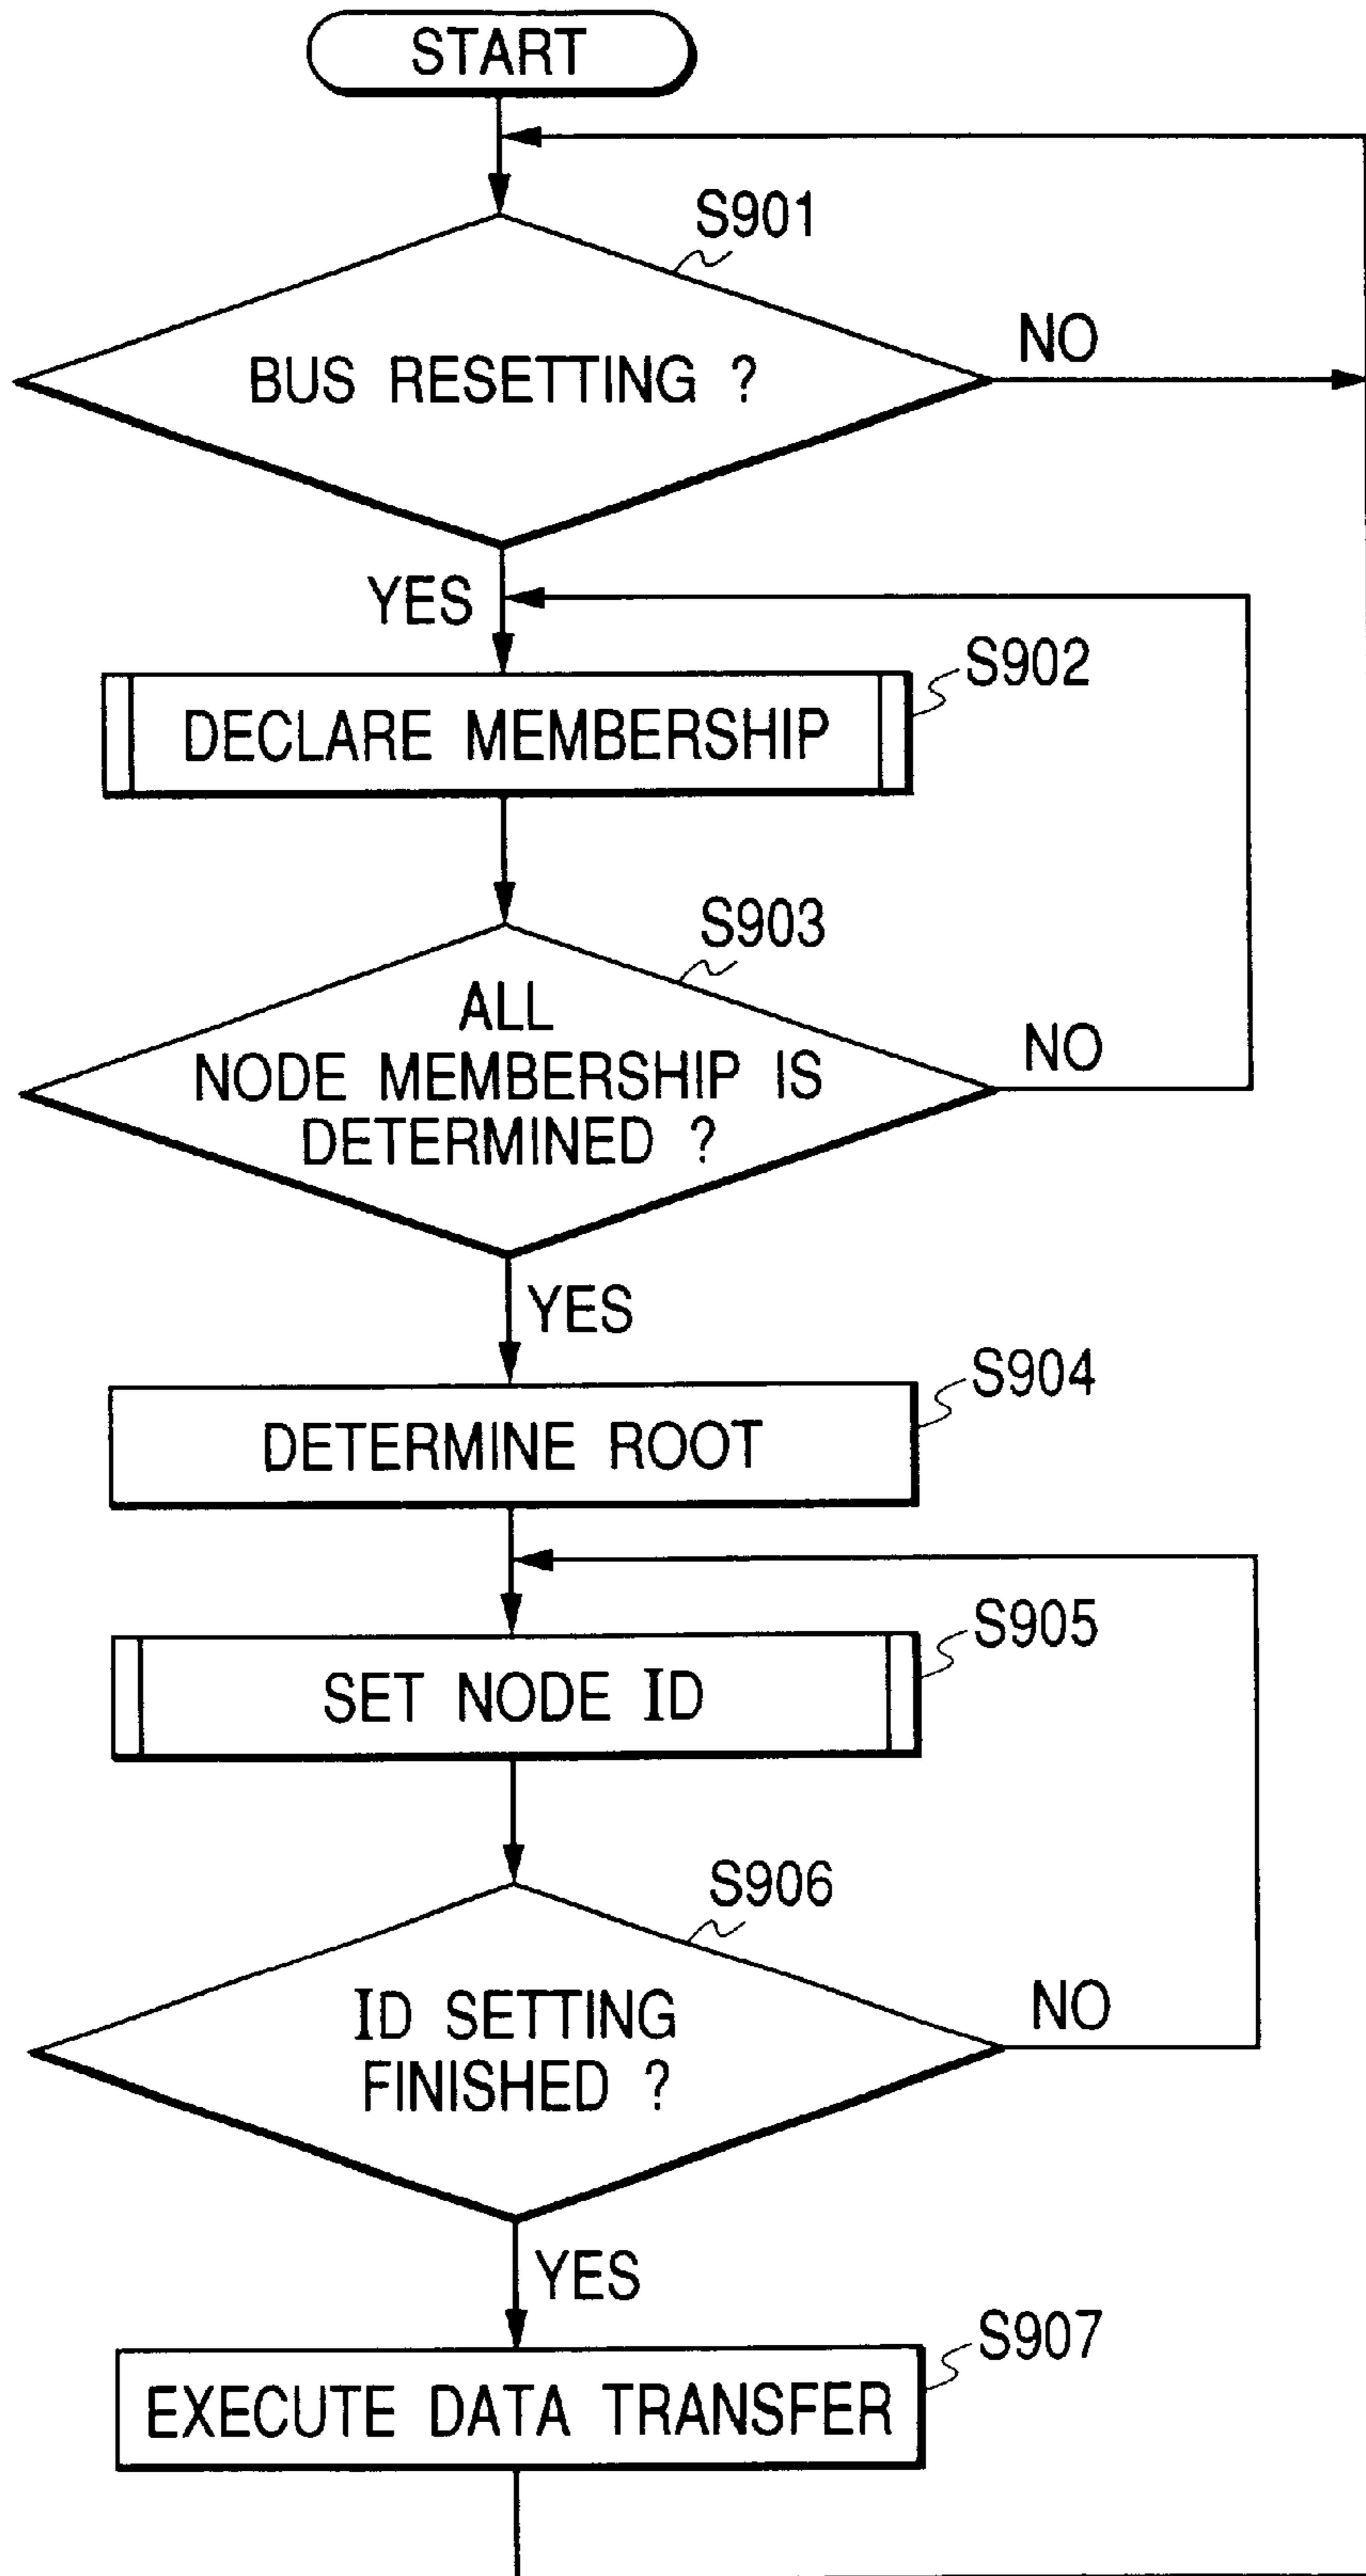 START
S901
BUS RESETTING ?
NO
YES
S902
DECLARE MEMBERSHIP
S903
ALL
NODE MEMBERSHIP IS
DETERMINED ?
NO
YES
S904
DETERMINE ROOT
S905
SET NODE ID
S906
ID SETTING
FINISHED ?
NO
YES
S907
EXECUTE DATA TRANSFER